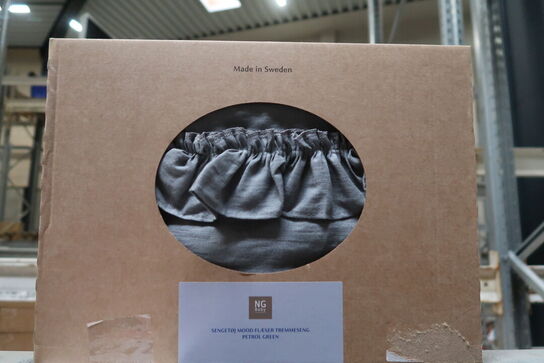 Made in Sweden
NG
Baby
SENGETØJ MOOD FLÆSER TREMMESENG
PETROL GREEN